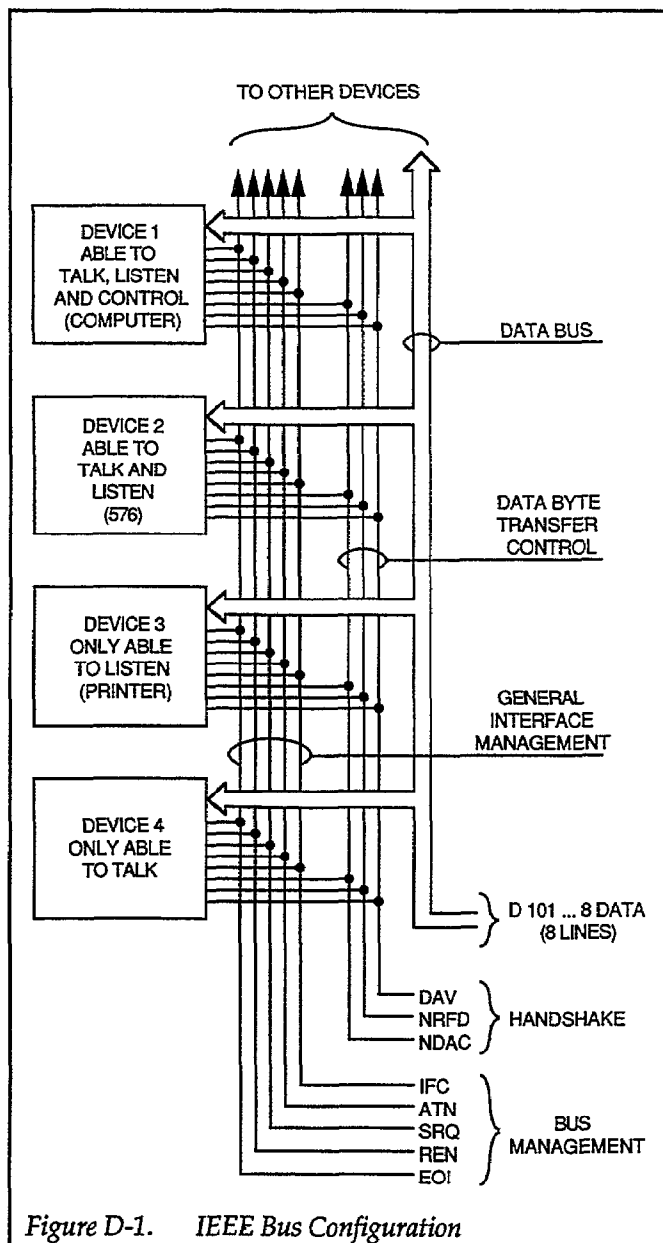 TO OTHER DEVICES
DEVICE 1
ABLE TO
TALK, LISTEN
AND CONTROL
(COMPUTER)
DATA BUS
DEVICE 2
ABLE TO
TALK AND
LISTEN
(576)
DATA BYTE
TRANSFER
CONTROL
DEVICE 3
ONLY ABLE
TO LISTEN
(PRINTER)
GENERAL
INTERFACE
MANAGEMENT
DEVICE 4
ONLY ABLE
TO TALK
D 101 ... 8 DATA
(8 LINES)
DAV
NRFD
NDAC
HANDSHAKE
IFC
ATN
SRQ
REN
EOI
BUS
MANAGEMENT
Figure D-1. IEEE Bus Configuration